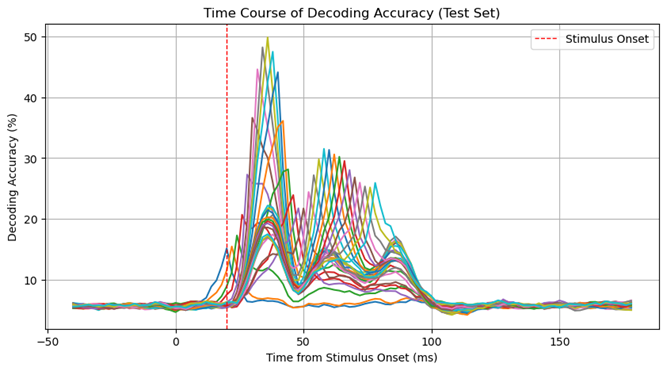 Time Course of Decoding Accuracy (Test Set)
Stimulus Onset
Decoding Accuracy (%)
50
40
30
20
10
−50
0
50
100
150
Time from Stimulus Onset (ms)